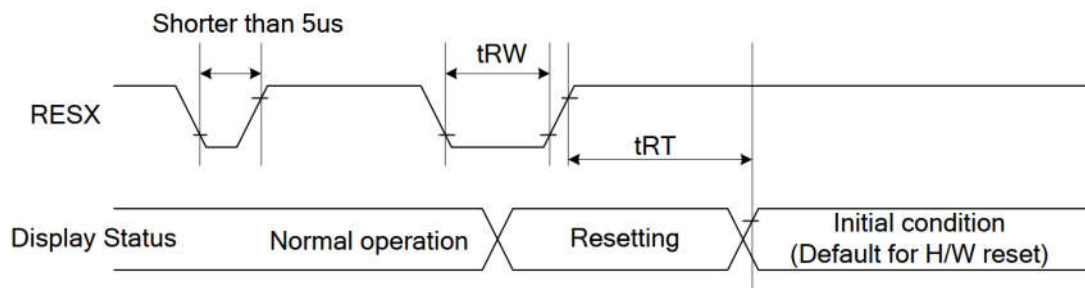 Shorter than 5us
tRW
RESX
tRT
Display Status
Normal operation
Resetting
Initial condition
(Default for H/W reset)